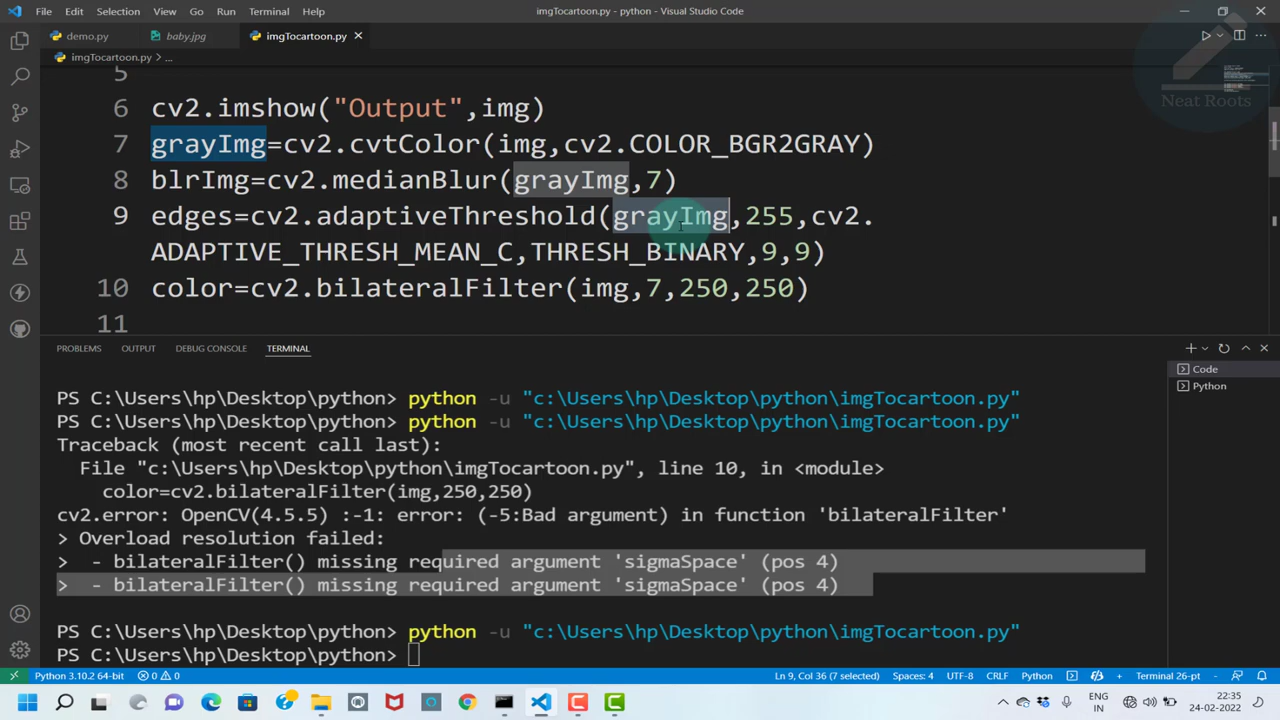 File Edit Selection View Go Run Terminal Help
imgTocartoon.py - python - Visual Studio Code
demo.py baby.jpg imgTocartoon.py
imgTocartoon.py > ...
Neat Roots
5
6 cv2.imshow("Output",img)
7 grayImg=cv2.cvtColor(img,cv2.COLOR_BGR2GRAY)
8 blrImg=cv2.medianBlur(grayImg,7)
9 edges=cv2.adaptiveThreshold(grayImg,255,cv2.
ADAPTIVE_THRESH_MEAN_C,THRESH_BINARY,9,9)
10 color=cv2.bilateralFilter(img,7,250,250)
11
PROBLEMS OUTPUT DEBUG CONSOLE TERMINAL
Code
Python
PS C:\Users\hp\Desktop\python> python -u "c:\Users\hp\Desktop\python\imgTocartoon.py"
PS C:\Users\hp\Desktop\python> python -u "c:\Users\hp\Desktop\python\imgTocartoon.py"
Traceback (most recent call last):
File "c:\Users\hp\Desktop\python\imgTocartoon.py", line 10, in <module>
color=cv2.bilateralFilter(img,250,250)
cv2.error: OpenCV(4.5.5) :-1: error: (-5:Bad argument) in function 'bilateralFilter'
> Overload resolution failed:
> - bilateralFilter() missing required argument 'sigmaSpace' (pos 4)
> - bilateralFilter() missing required argument 'sigmaSpace' (pos 4)
PS C:\Users\hp\Desktop\python> python -u "c:\Users\hp\Desktop\python\imgTocartoon.py"
PS C:\Users\hp\Desktop\python>
Python 3.10.2 64-bit 0 0 Ln 9, Col 36 (7 selected) Spaces: 4 UTF-8 CRLF Python Terminal 26-pt
ENG
IN
22:35
24-02-2022